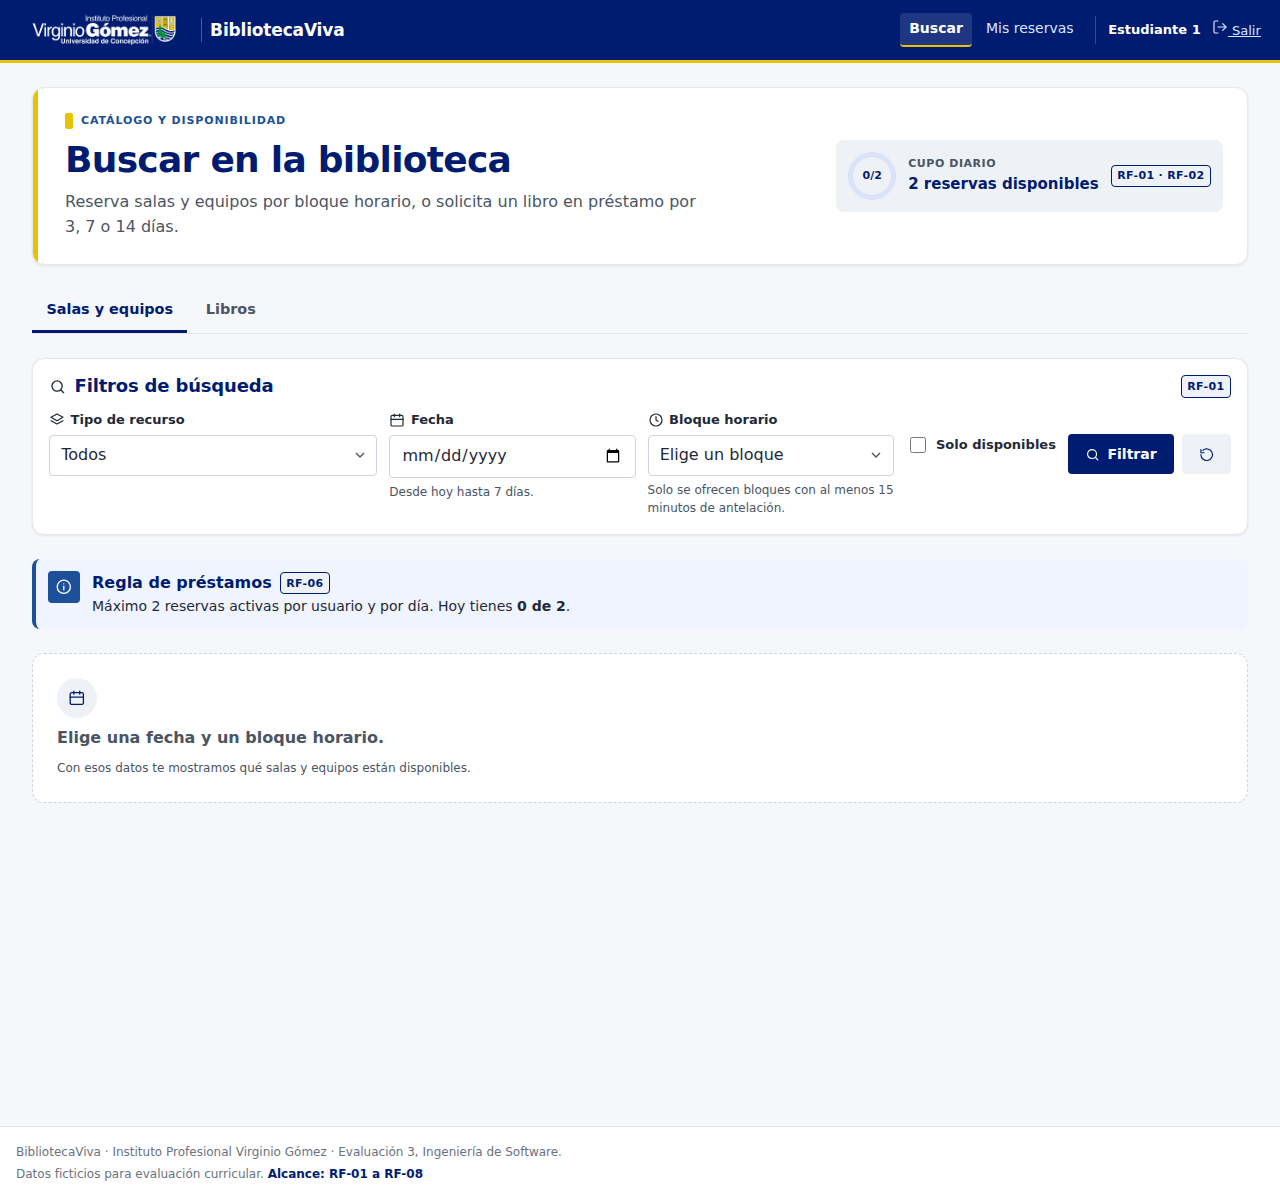 Instituto Profesional
VirginioGómez
Universidad de Concepción
BibliotecaViva
Buscar
Mis reservas
Estudiante 1
Salir
CATÁLOGO Y DISPONIBILIDAD
Buscar en la biblioteca
Reserva salas y equipos por bloque horario, o solicita un libro en préstamo por
3, 7 o 14 días.
0/2
CUPO DIARIO
2 reservas disponibles
RF-01 · RF-02
Salas y equipos
Libros
Filtros de búsqueda
RF-01
Tipo de recurso
Todos
Fecha
mm/dd/yyyy
Desde hoy hasta 7 días.
Bloque horario
Elige un bloque
Solo se ofrecen bloques con al menos 15
minutos de antelación.
Solo disponibles
Filtrar
Regla de préstamos RF-06
Máximo 2 reservas activas por usuario y por día. Hoy tienes 0 de 2.
Elige una fecha y un bloque horario.
Con esos datos te mostramos qué salas y equipos están disponibles.
BibliotecaViva · Instituto Profesional Virginio Gómez · Evaluación 3, Ingeniería de Software.
Datos ficticios para evaluación curricular. Alcance: RF-01 a RF-08